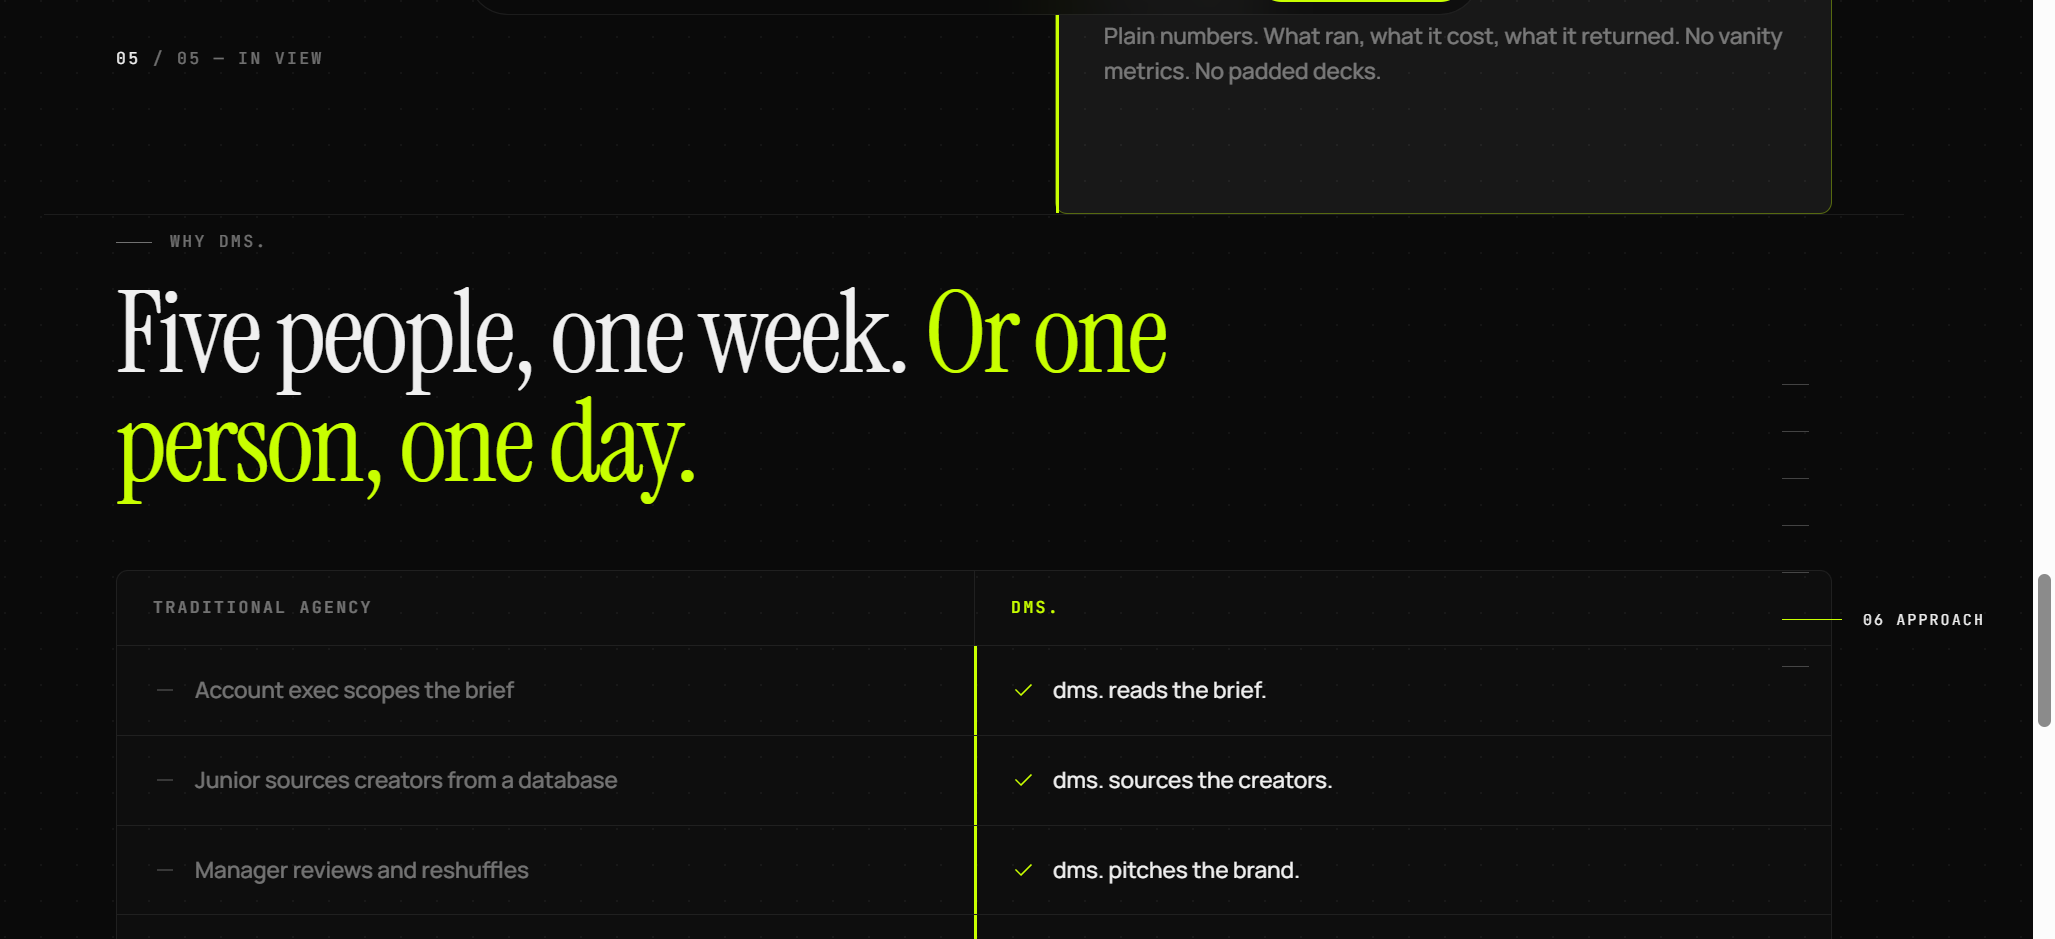 05 / 05 — IN VIEW
Plain numbers. What ran, what it cost, what it returned. No vanity
metrics. No padded decks.
WHY DMS.
Five people, one week. Or one
person, one day.
TRADITIONAL AGENCY
DMS.
06 APPROACH
Account exec scopes the brief
dms. reads the brief.
Junior sources creators from a database
dms. sources the creators.
Manager reviews and reshuffles
dms. pitches the brand.